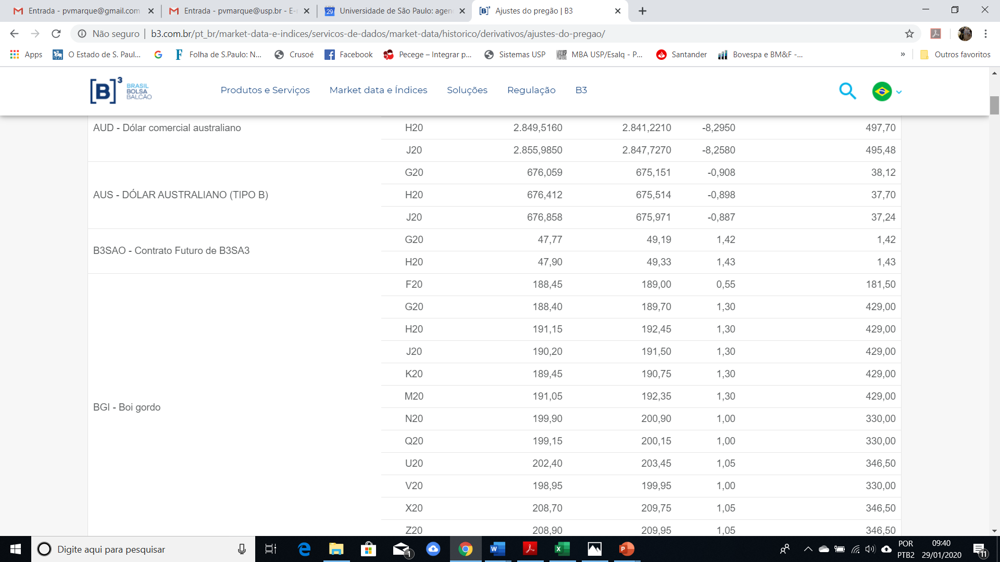 Entrada - pvmarque@gmail.com
Entrada - pvmarque@usp.br - E-
Universidade de São Paulo: agen
Ajustes do pregão | B3
Não seguro | b3.com.br/pt_br/market-data-e-indices/servicos-de-dados/market-data/historico/derivativos/ajustes-do-pregao/
Apps O Estado de S. Paul... Folha de S.Paulo: N... Crusoé Facebook Pecege – Integrar p... Sistemas USP MBA USP/Esalq - P... Santander Bovespa e BM&F -... » Outros favoritos
[B]³ BRASIL BOLSA BALCÃO
Produtos e Serviços Market data e Índices Soluções Regulação B3
AUD - Dólar comercial australiano H20 2.849,5160 2.841,2210 -8,2950 497,70
J20 2.855,9850 2.847,7270 -8,2580 495,48
G20 676,059 675,151 -0,908 38,12
AUS - DÓLAR AUSTRALIANO (TIPO B) H20 676,412 675,514 -0,898 37,70
J20 676,858 675,971 -0,887 37,24
G20 47,77 49,19 1,42 1,42
B3SAO - Contrato Futuro de B3SA3
H20 47,90 49,33 1,43 1,43
F20 188,45 189,00 0,55 181,50
G20 188,40 189,70 1,30 429,00
H20 191,15 192,45 1,30 429,00
J20 190,20 191,50 1,30 429,00
K20 189,45 190,75 1,30 429,00
M20 191,05 192,35 1,30 429,00
BGI - Boi gordo
N20 199,90 200,90 1,00 330,00
Q20 199,15 200,15 1,00 330,00
U20 202,40 203,45 1,05 346,50
V20 198,95 199,95 1,00 330,00
X20 208,70 209,75 1,05 346,50
Z20 208,90 209,95 1,05 346,50
Digite aqui para pesquisar
POR
PTB2
09:40
29/01/2020
11